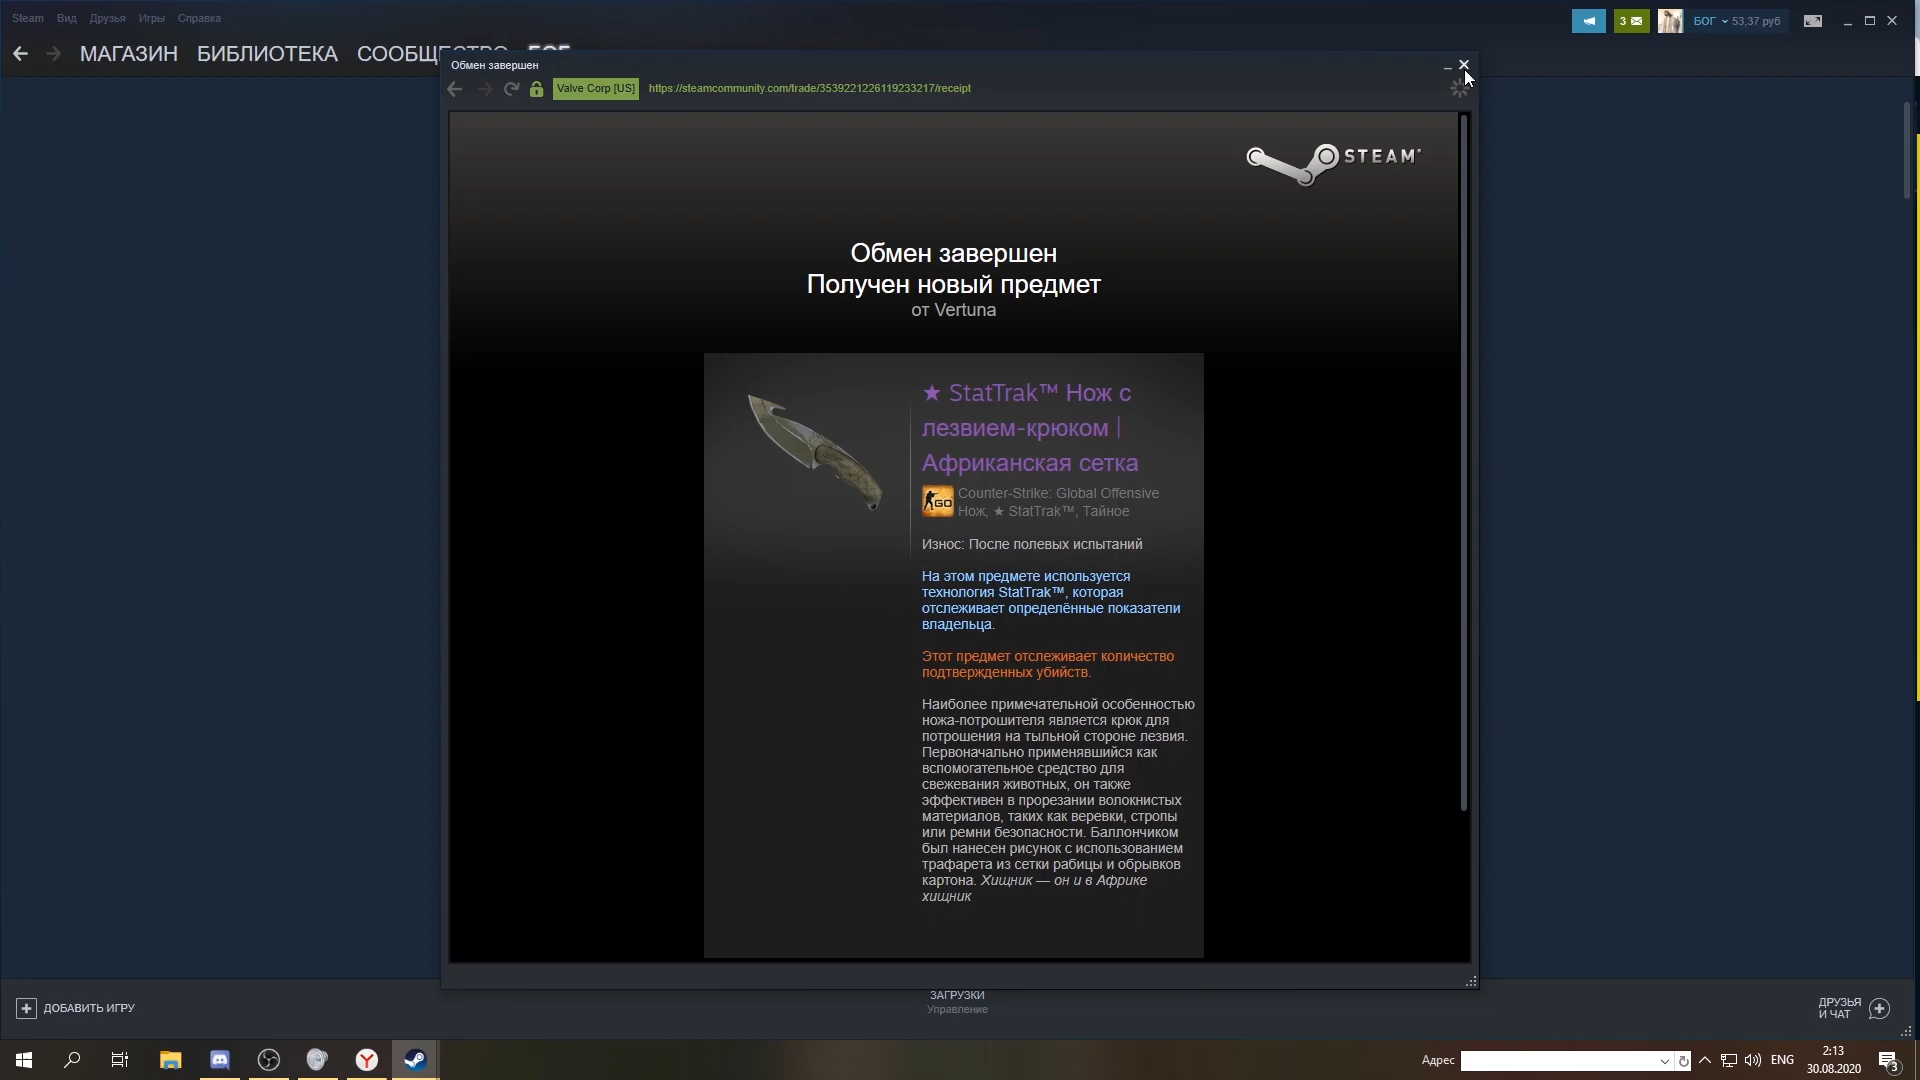 Steam Вид Друзья Игры Справка
3 БОГ 53,37 руб
МАГАЗИН БИБЛИОТЕКА СООБЩЕСТВО БОГ
Обмен завершен
Valve Corp [US] https://steamcommunity.com/trade/3539221226119233217/receipt
STEAM
Обмен завершен
Получен новый предмет
от Vertuna
★ StatTrak™ Нож с
лезвием-крюком |
Африканская сетка
GO
Counter-Strike: Global Offensive
Нож, ★ StatTrak™, Тайное
Износ: После полевых испытаний
На этом предмете используется
технология StatTrak™, которая
отслеживает определённые показатели
владельца.
Этот предмет отслеживает количество
подтвержденных убийств.
Наиболее примечательной особенностью
ножа-потрошителя является крюк для
потрошения на тыльной стороне лезвия.
Первоначально применявшийся как
вспомогательное средство для
свежевания животных, он также
эффективен в прорезании волокнистых
материалов, таких как веревки, стропы
или ремни безопасности. Баллончиком
был нанесен рисунок с использованием
трафарета из сетки рабицы и обрывков
картона. Хищник — он и в Африке
хищник
ДОБАВИТЬ ИГРУ
ЗАГРУЗКИ
Управление
ДРУЗЬЯ
И ЧАТ
Адрес
ENG
2:13
30.08.2020
3